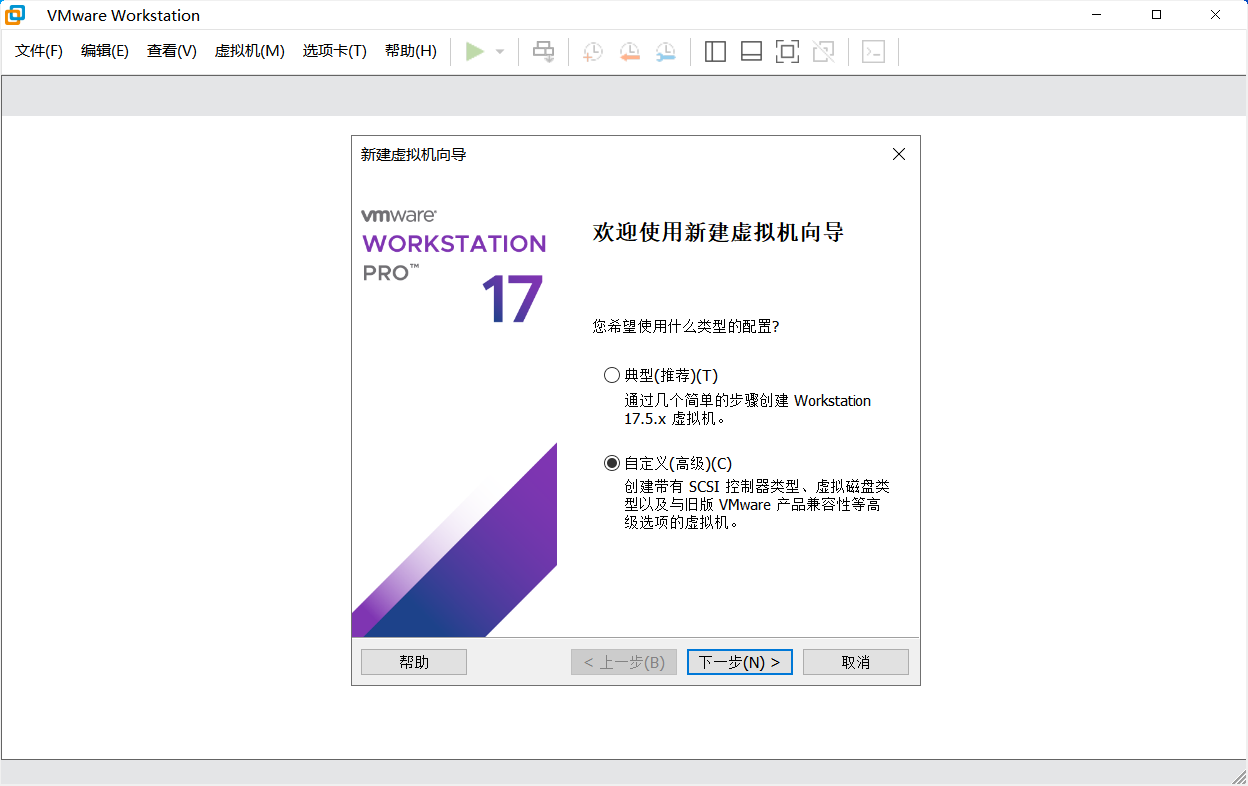 VMware Workstation
文件(F) 编辑(E) 查看(V) 虚拟机(M) 选项卡(T) 帮助(H)
新建虚拟机向导
vmware®
WORKSTATION
PRO™
17
欢迎使用新建虚拟机向导
您希望使用什么类型的配置?
典型(推荐)(T)
通过几个简单的步骤创建 Workstation
17.5.x 虚拟机。
自定义(高级)(C)
创建带有 SCSI 控制器类型、虚拟磁盘类
型以及与旧版 VMware 产品兼容性等高
级选项的虚拟机。
帮助 < 上一步(B) 下一步(N) > 取消